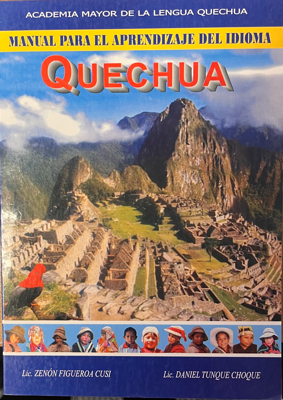 ACADEMIA MAYOR DE LA LENGUA QUECHUA
MANUAL PARA EL APRENDIZAJE DEL IDIOMA
QUECHUA
Lic. ZENÓN FIGUEROA CUSI
Lic. DANIEL TUNQUE CHOQUE